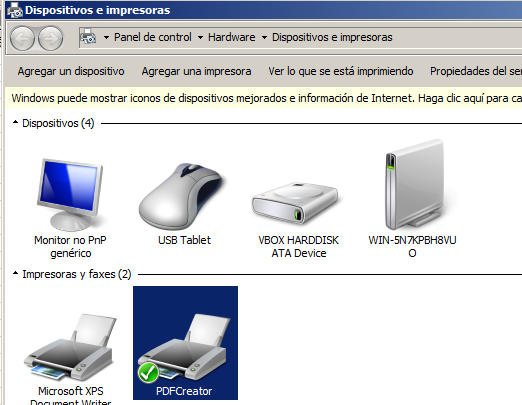 Dispositivos e impresoras
Panel de control
Hardware
Dispositivos e impresoras
Agregar un dispositivo
Agregar una impresora
Ver lo que se está imprimiendo
Propiedades del se
Windows puede mostrar iconos de dispositivos mejorados e información de Internet. Haga clic aquí para ca
Dispositivos (4)
Monitor no PnP
genérico
USB Tablet
VBOX HARDDISK
ATA Device
WIN-5N7KPBH8VU
O
Impresoras y faxes (2)
Microsoft XPS
Document Writer
PDFCreator